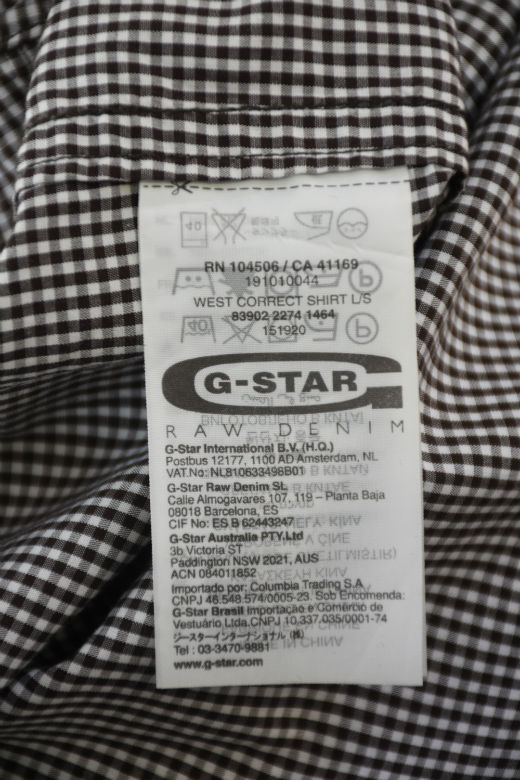 RN 104506 / CA 41169
191010044
WEST CORRECT SHIRT L/S
83902 2274 1464
151920
G-STAR
RAW DENIM
G-Star International B.V. (H.Q.)
Postbus 12177, 1100 AD Amsterdam, NL
VAT.No: NL810633498B01
G-Star Raw Denim SL
Calle Almogavares 107, 119 – Planta Baja
08018 Barcelona, ES
CIF No: ES B 62443247
G-Star Australia PTY.Ltd
3b Victoria ST
Paddington NSW 2021, AUS
ACN 084011852
Importado por: Columbia Trading S.A
CNPJ 46.548.574/0005-23. Sob Encomenda:
G-Star Brasil Importação e Comércio de
Vestuário Ltda.CNPJ 10.337.035/0001-74
ジースターインターナショナル (株)
Tel : 03-3470-9881
www.g-star.com